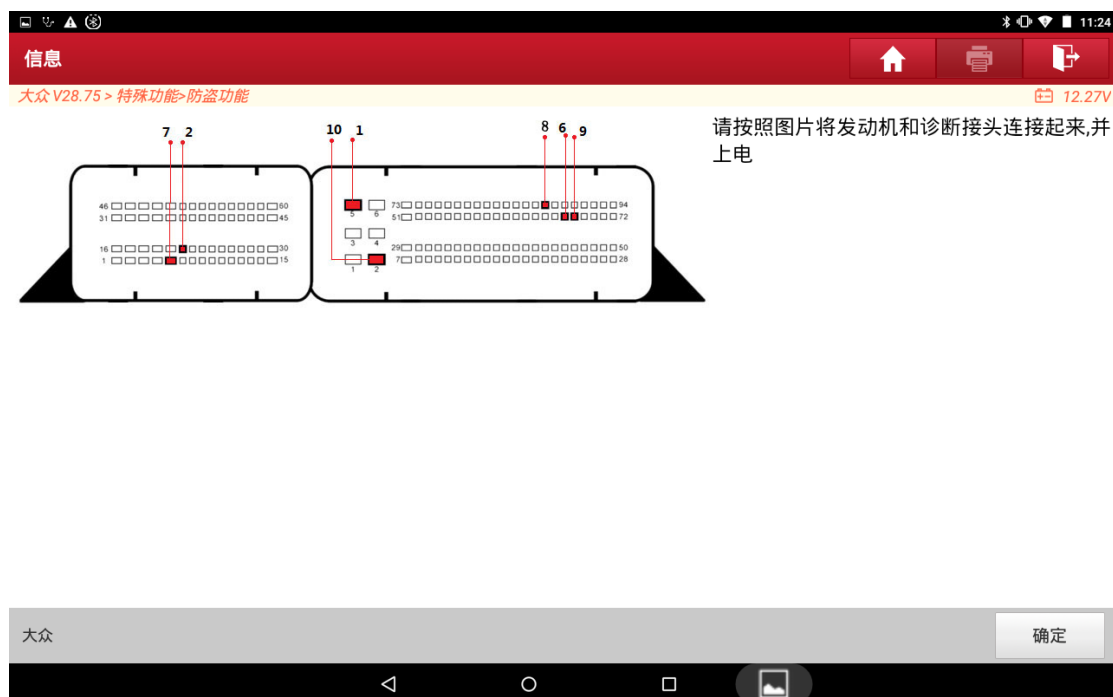 11:24
信息
大众 V28.75 > 特殊功能>防盗功能
12.27V
请按照图片将发动机和诊断接头连接起来,并
上电
7 2 10 1 8 6 9
46 60 5 6 73 94
31 45 51 72
3 4
16 30 29 50
1 15 1 2 7 28
大众
确定